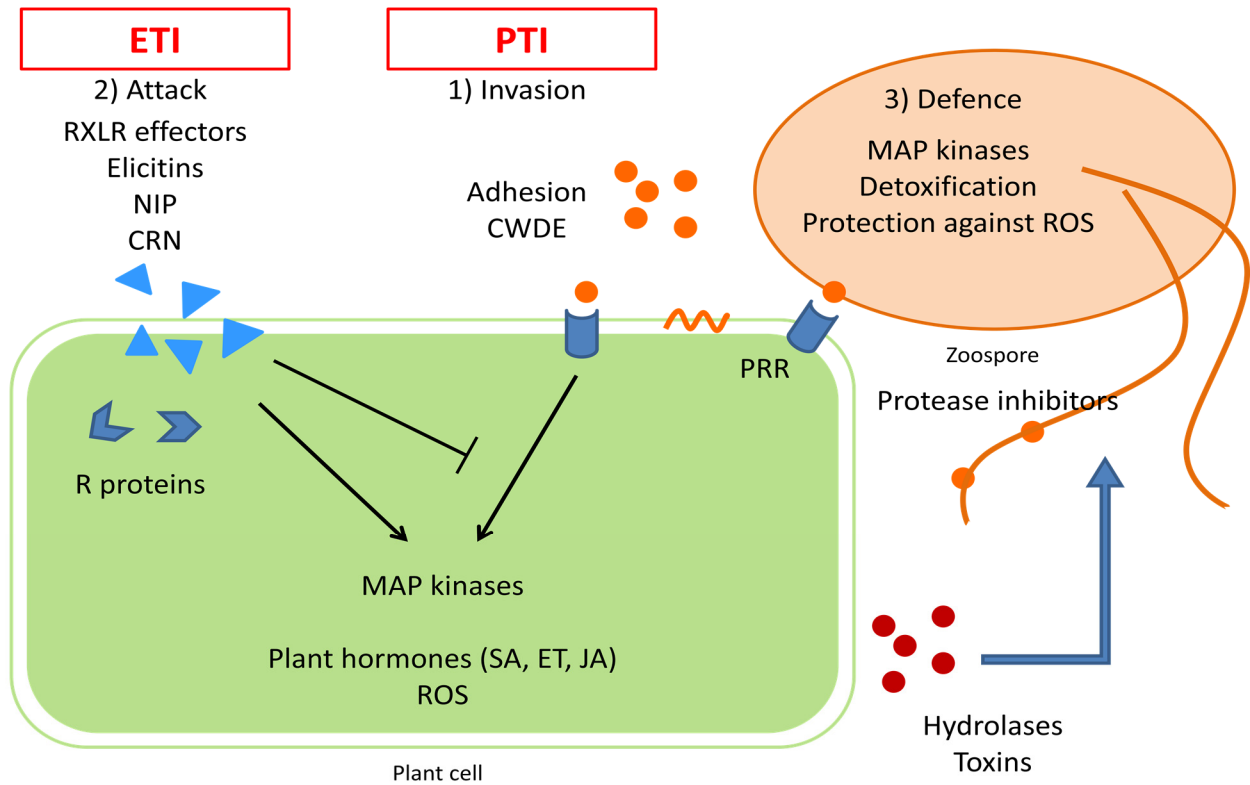 ETI
2) Attack
RXLR effectors
Elicitins
NIP
CRN
PTI
1) Invasion
Adhesion
CWDE
3) Defence
MAP kinases
Detoxification
Protection against ROS
Zoospore
PRR
Protease inhibitors
R proteins
MAP kinases
Plant hormones (SA, ET, JA)
ROS
Hydrolases
Toxins
Plant cell